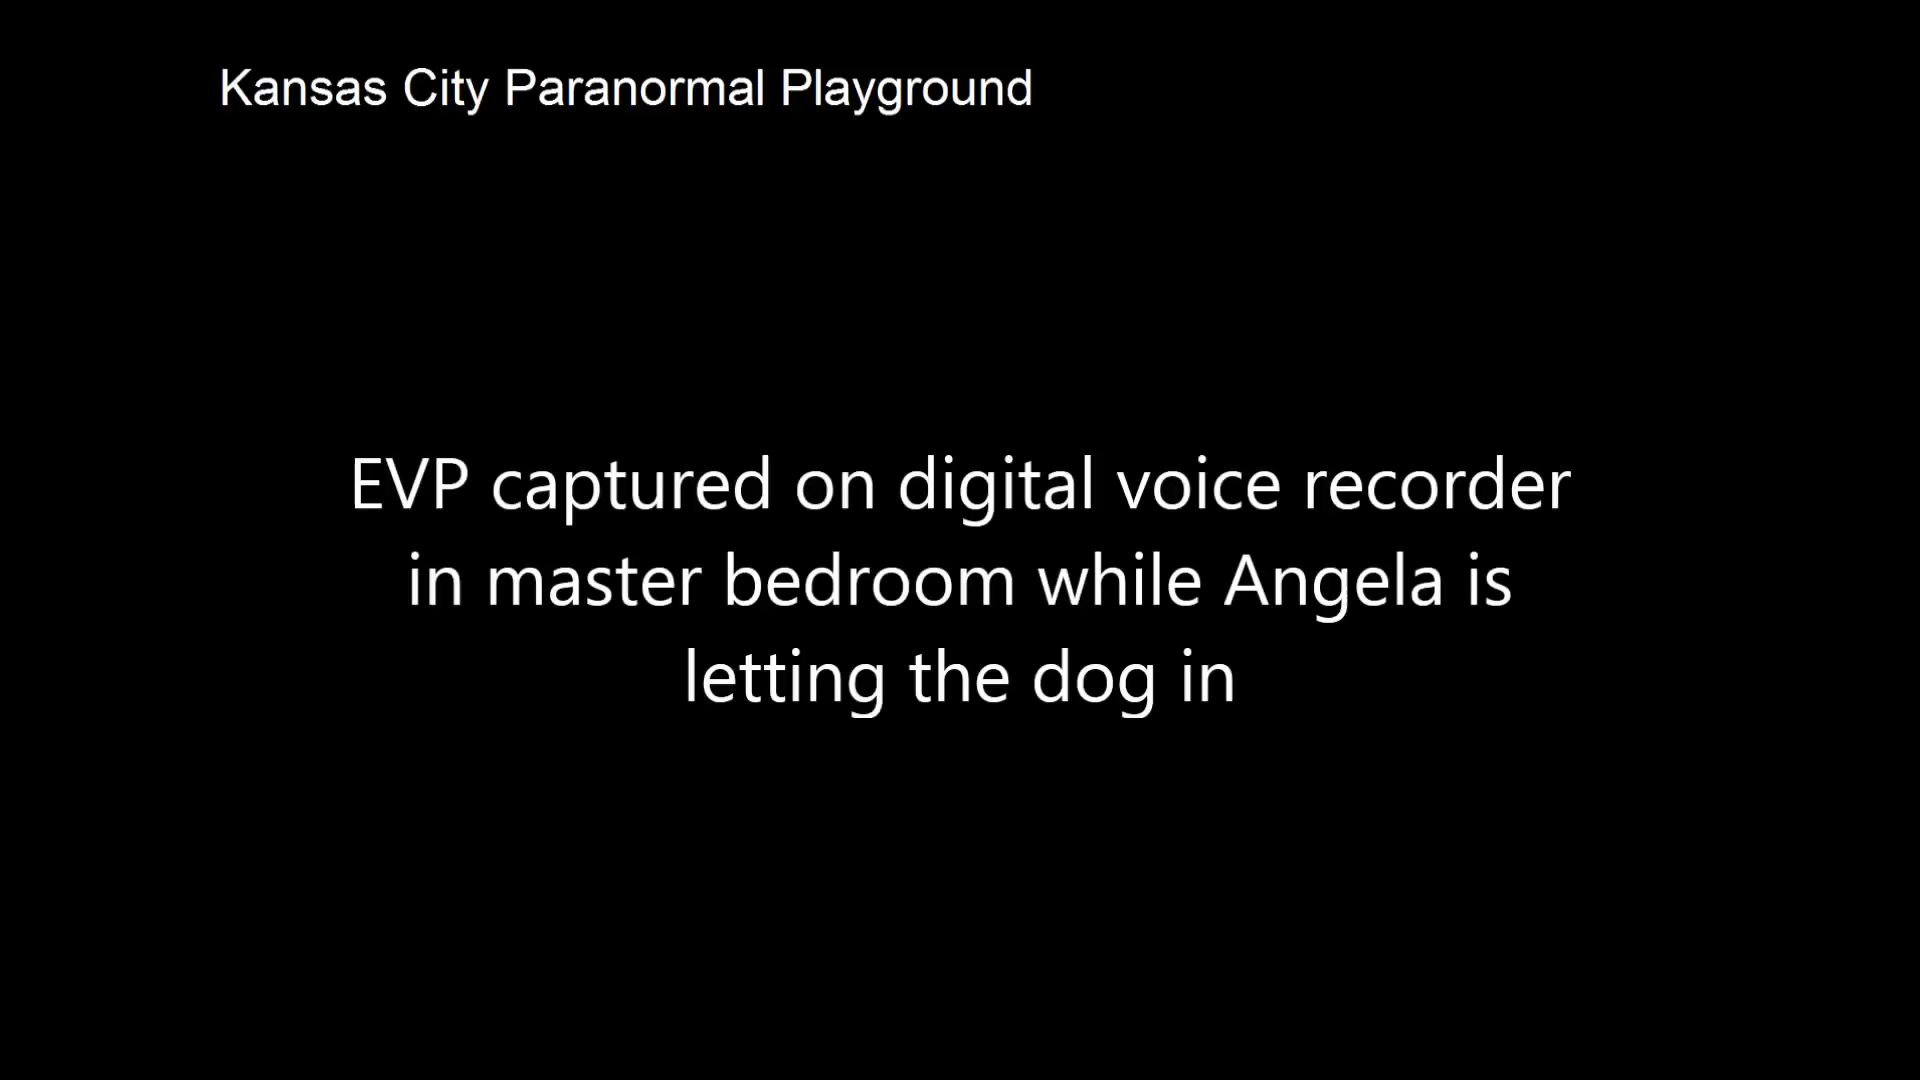 Kansas City Paranormal Playground
EVP captured on digital voice recorder
in master bedroom while Angela is
letting the dog in